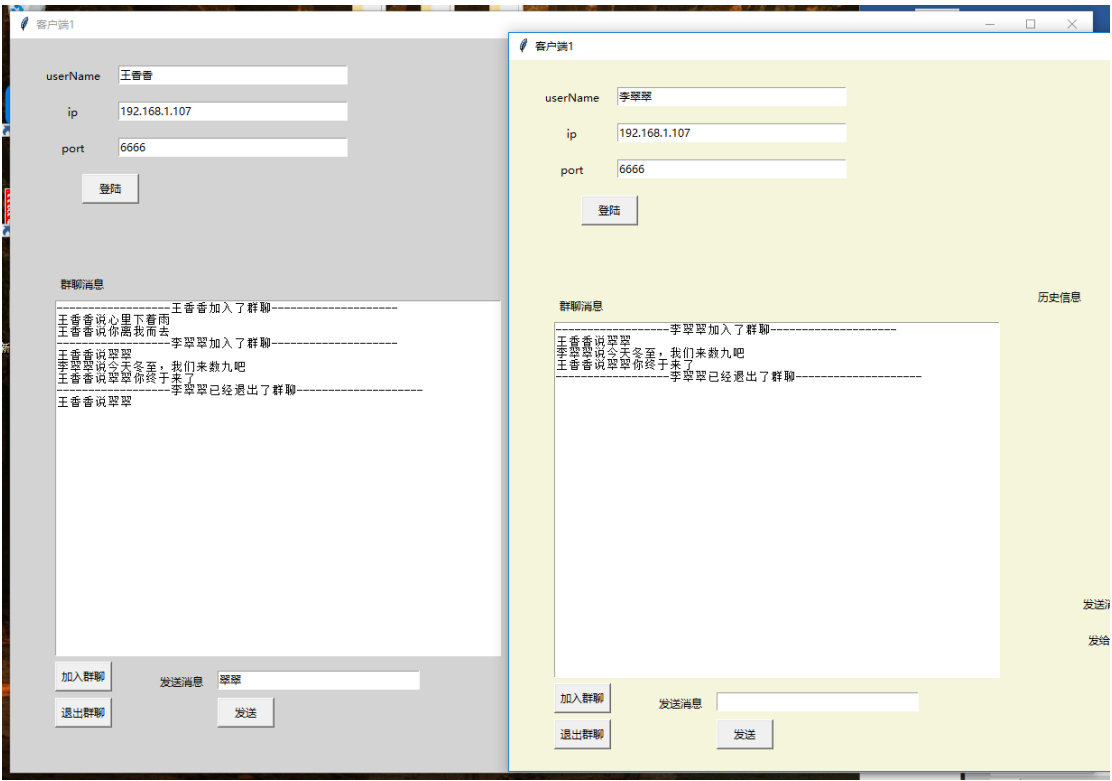 客户端1
userName 王香香
ip 192.168.1.107
port 6666
登陆
群聊消息
------------------王香香加入了群聊--------------------
王香香说心里下着雨
王香香说你离我而去
------------------李翠翠加入了群聊--------------------
王香香说翠翠
李翠翠说今天冬至，我们来数九吧
王香香说翠翠你终于来了
------------------李翠翠已经退出了群聊--------------------
王香香说翠翠
加入群聊 发送消息 翠翠
退出群聊 发送
客户端1
userName 李翠翠
ip 192.168.1.107
port 6666
登陆
历史信息
群聊消息
------------------李翠翠加入了群聊--------------------
王香香说翠翠
李翠翠说今天冬至，我们来数九吧
王香香说翠翠你终于来了
------------------李翠翠已经退出了群聊--------------------
发送
发给
加入群聊 发送消息
退出群聊 发送